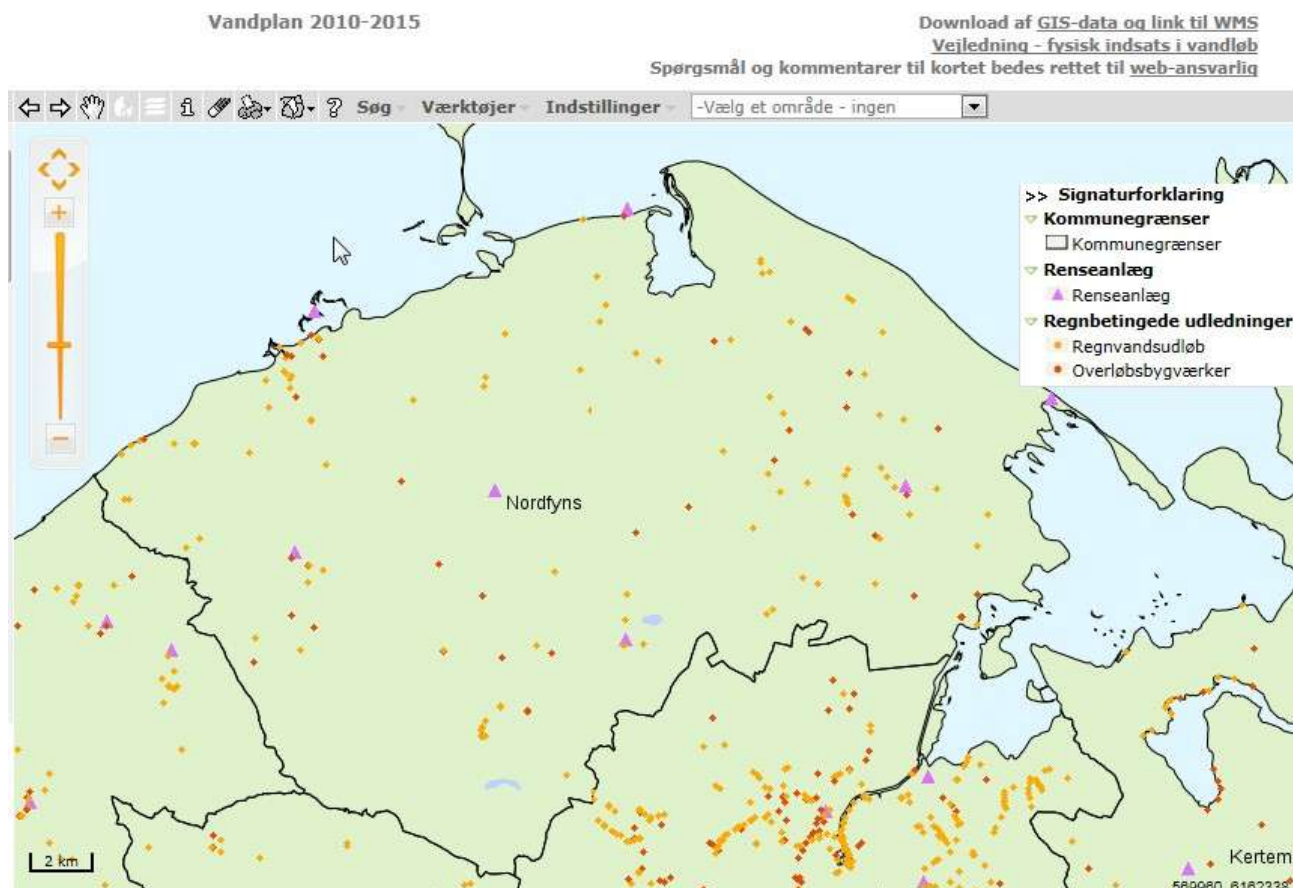 Vandplan 2010-2015
Download af GIS-data og link til WMS
Vejledning - fysisk indsats i vandløb
Spørgsmål og kommentarer til kortet bedes rettet til web-ansvarlig
? Søg Værktøjer Indstillinger -Vælg et område - ingen
>> Signaturforklaring
Kommunegrænser
Kommunegrænser
Renseanlæg
Renseanlæg
Regnbetingede udledninger
Regnvandsudløb
Overløbsbygværker
Nordfyns
2 km
Kertem
569960, 6162338